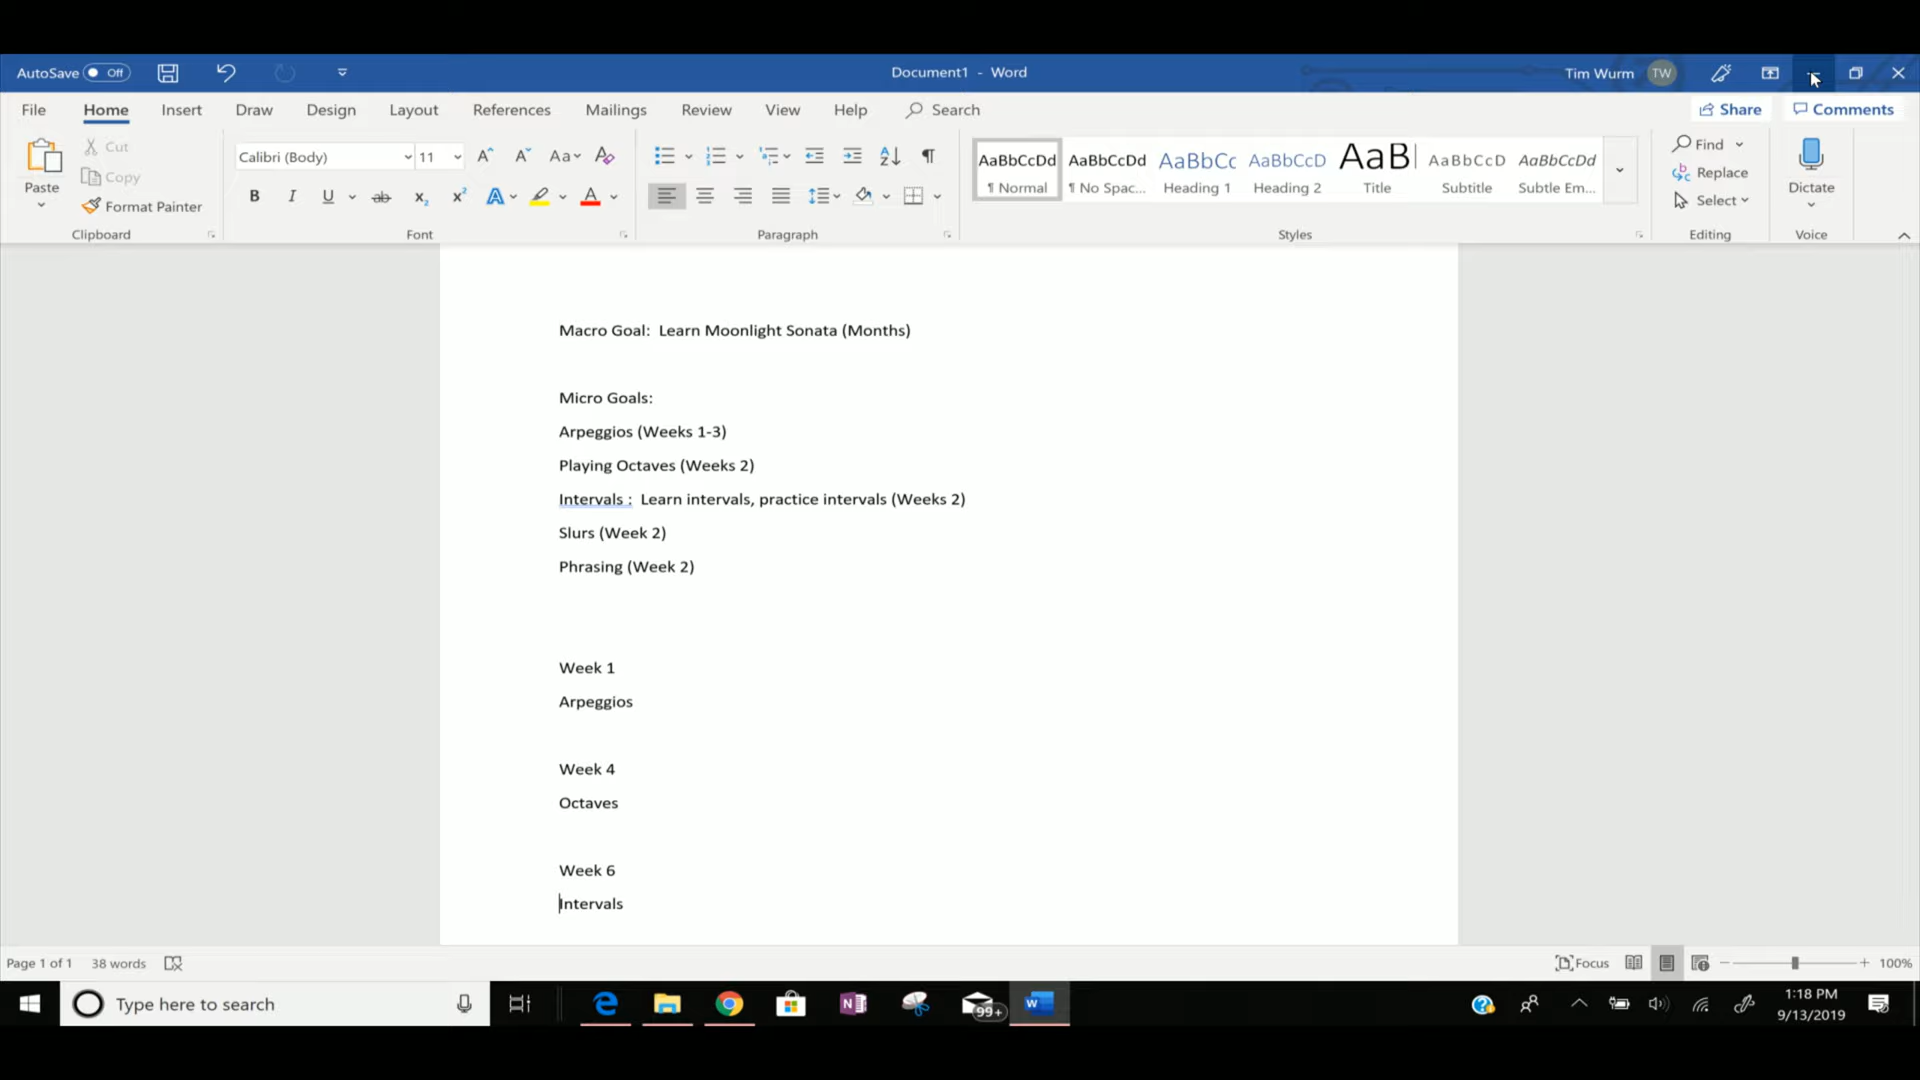 AutoSave Off Document1 - Word Tim Wurm TW
File Home Insert Draw Design Layout References Mailings Review View Help Search Share Comments
Paste Cut Copy Format Painter
Clipboard
Calibri (Body) 11 Aa
B I U ab x₂ x² A A
Font
Paragraph
AaBbCcDd AaBbCcDd AaBbCc AaBbCcD AaB AaBbCcD AaBbCcDd
¶ Normal ¶ No Spac... Heading 1 Heading 2 Title Subtitle Subtle Em...
Styles
Find
Replace
Select
Editing
Dictate
Voice
Macro Goal: Learn Moonlight Sonata (Months)
Micro Goals:
Arpeggios (Weeks 1-3)
Playing Octaves (Weeks 2)
Intervals : Learn intervals, practice intervals (Weeks 2)
Slurs (Week 2)
Phrasing (Week 2)
Week 1
Arpeggios
Week 4
Octaves
Week 6
Intervals
Page 1 of 1 38 words Focus 100%
Type here to search 99+ 1:18 PM
9/13/2019